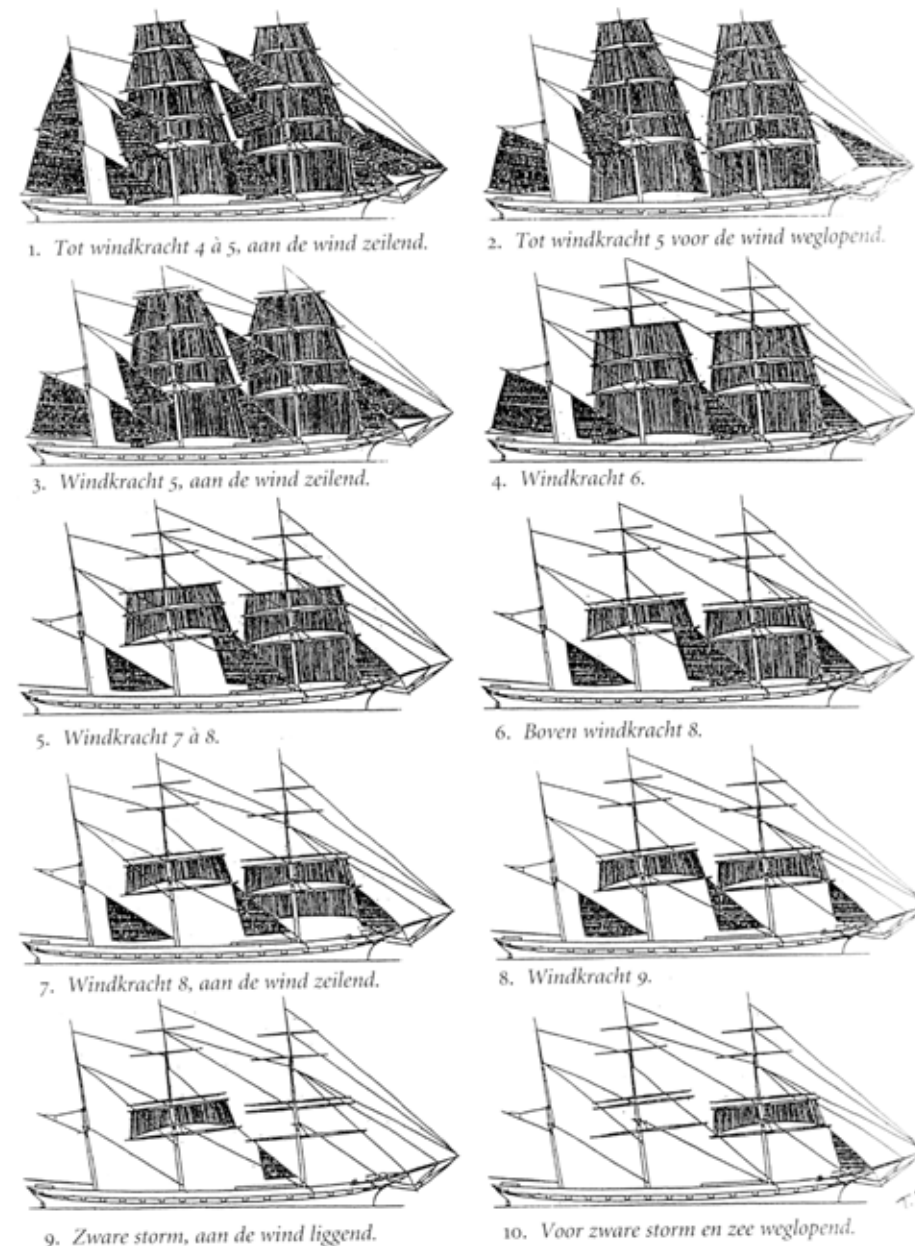 1. Tot windkracht 4 à 5, aan de wind zeilend.
2. Tot windkracht 5 voor de wind weglopend.
3. Windkracht 5, aan de wind zeilend.
4. Windkracht 6.
5. Windkracht 7 à 8.
6. Boven windkracht 8.
7. Windkracht 8, aan de wind zeilend.
8. Windkracht 9.
9. Zware storm, aan de wind liggend.
10. Voor zware storm en zee weglopend.